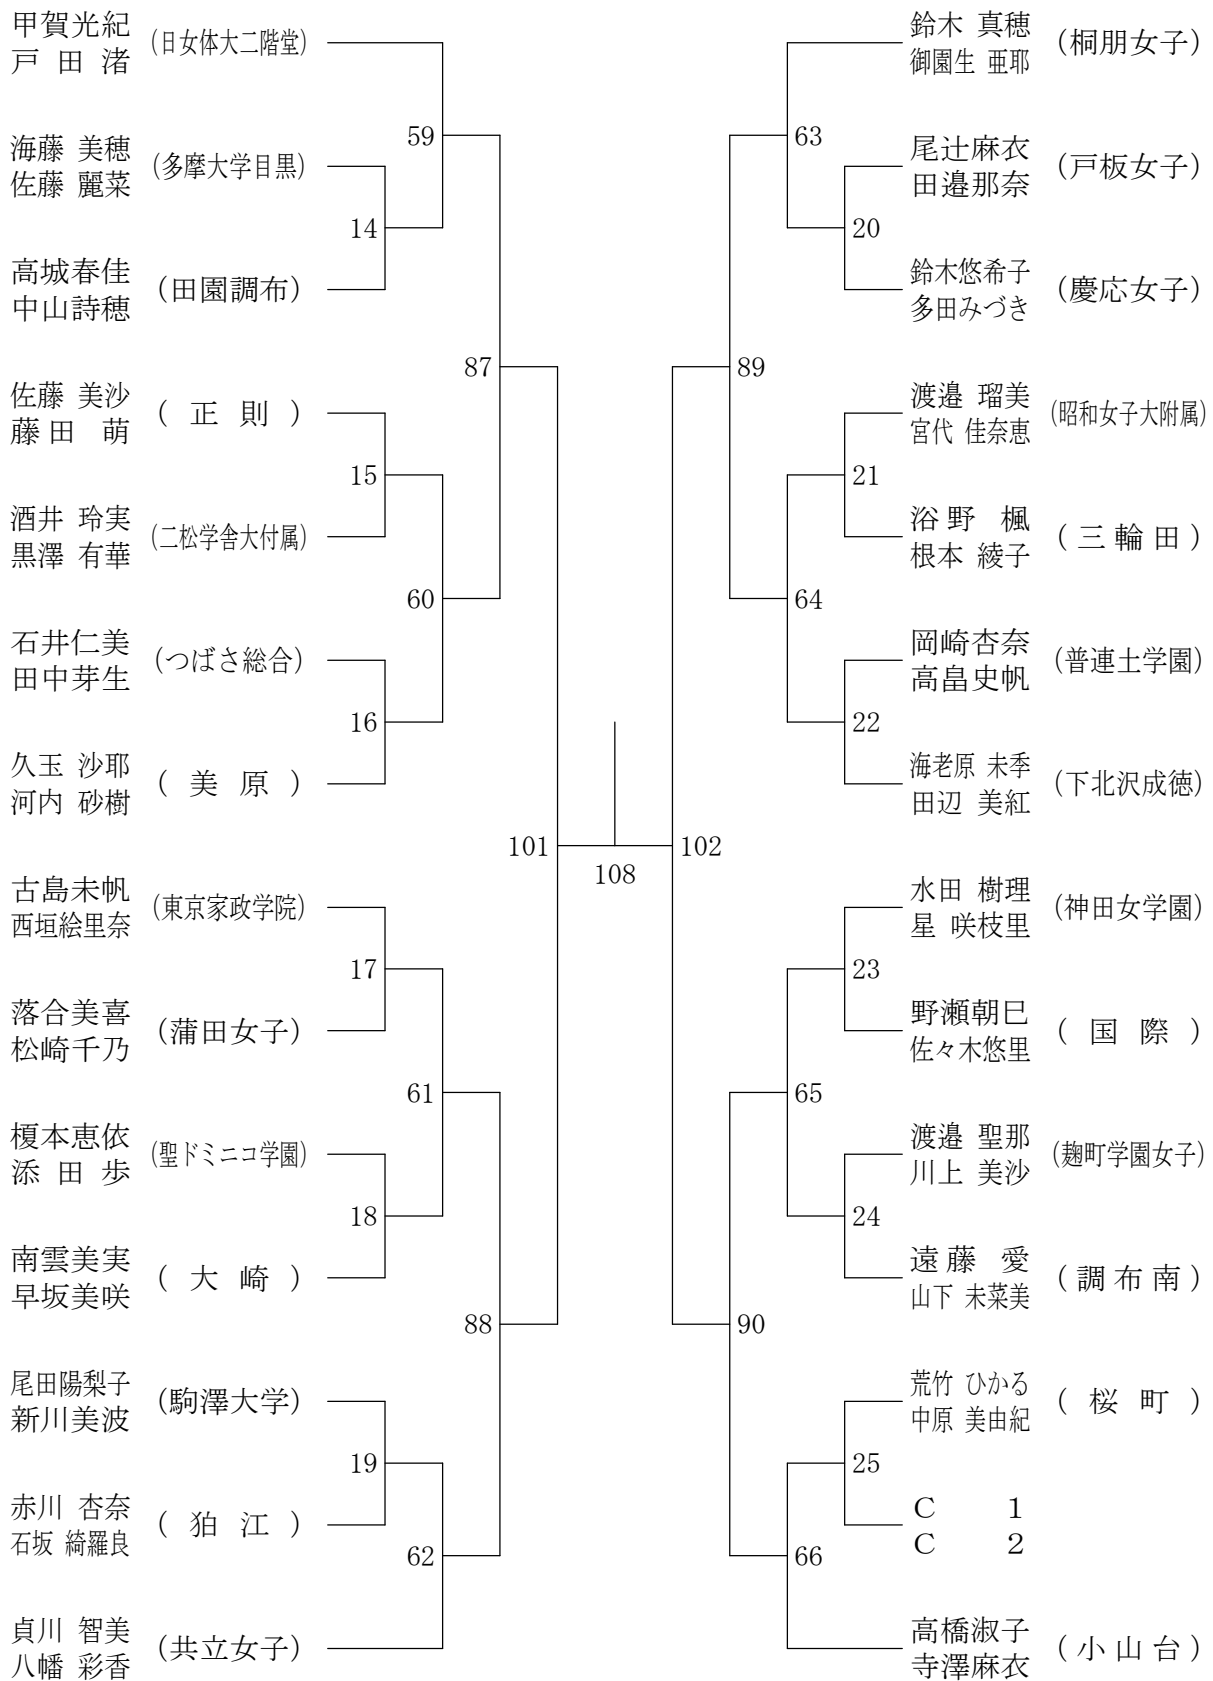 甲賀光紀
戸田渚
(日女体大二階堂)
59
海藤 美穂
佐藤 麗菜
(多摩大学目黒)
14
高城春佳
中山詩穂
(田園調布)
87
佐藤 美沙
藤田 萌
(正則)
15
酒井 玲実
黒澤 有華
(二松学舎大付属)
60
石井仁美
田中芽生
(つばさ総合)
16
久玉 沙耶
河内 砂樹
(美原)
101
古島未帆
西垣絵里奈
(東京家政学院)
17
落合美喜
松崎千乃
(蒲田女子)
61
榎本恵依
添田歩
(聖ドミニコ学園)
18
南雲美実
早坂美咲
(大崎)
88
尾田陽梨子
新川美波
(駒澤大学)
19
赤川 杏奈
石坂 綺羅良
(狛江)
62
貞川 智美
八幡 彩香
(共立女子)
108
鈴木 真穂
御園生 亜耶
(桐朋女子)
63
尾辻麻衣
田邉那奈
(戸板女子)
20
鈴木悠希子
多田みづき
(慶応女子)
89
渡邉 瑠美
宮代 佳奈恵
(昭和女子大附属)
21
浴野 楓
根本 綾子
(三輪田)
64
岡崎杏奈
高畠史帆
(普連土学園)
22
海老原 未季
田辺 美紅
(下北沢成徳)
102
水田 樹理
星 咲枝里
(神田女学園)
23
野瀬朝巳
佐々木悠里
(国際)
65
渡邉 聖那
川上 美沙
(麹町学園女子)
24
遠藤 愛
山下 未菜美
(調布南)
90
荒竹 ひかる
中原 美由紀
(桜町)
25
C 1
C 2
66
高橋淑子
寺澤麻衣
(小山台)